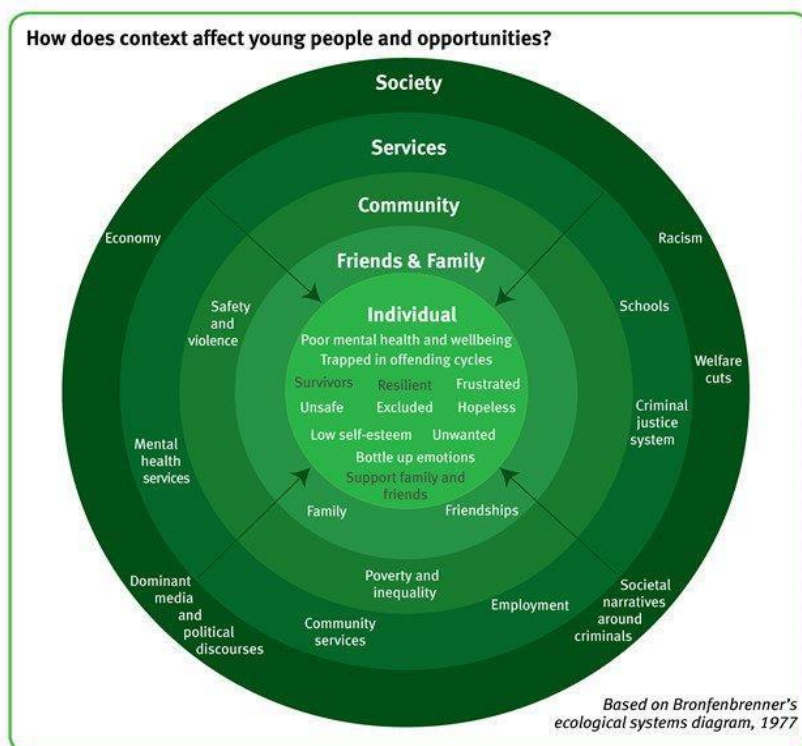 How does context affect young people and opportunities?
Society
Services
Community
Economy
Racism
Friends & Family
Safety
and
violence
Schools
Individual
Poor mental health and wellbeing
Trapped in offending cycles
Welfare
cuts
Survivors Resilient Frustrated
Unsafe Excluded Hopeless
Criminal
justice
system
Low self-esteem Unwanted
Mental
health
services
Bottle up emotions
Support family and
friends
Family
Friendships
Poverty and
inequality
Dominant
media
and
political
discourses
Community
services
Employment
Societal
narratives
around
criminals
Based on Bronfenbrenner's
ecological systems diagram, 1977